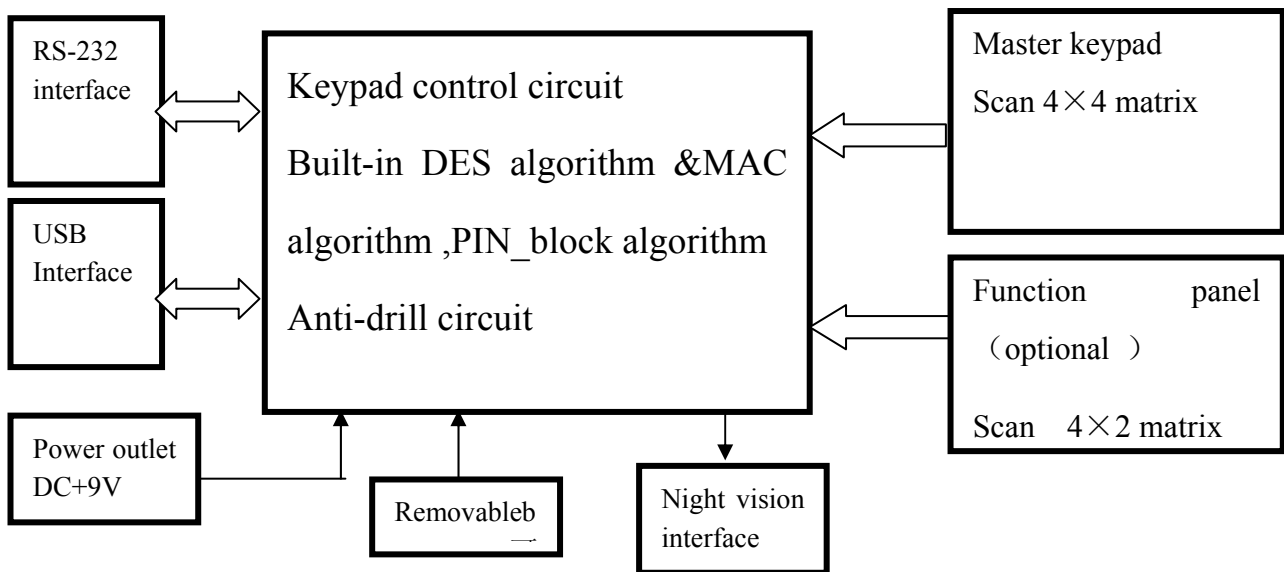 RS-232
interface
Keypad control circuit
Built-in DES algorithm &MAC
algorithm ,PIN_block algorithm
Anti-drill circuit
Master keypad
Scan 4×4 matrix
USB
Interface
Function panel
（optional ）
Scan 4×2 matrix
Power outlet
DC+9V
Removableb
Night vision
interface